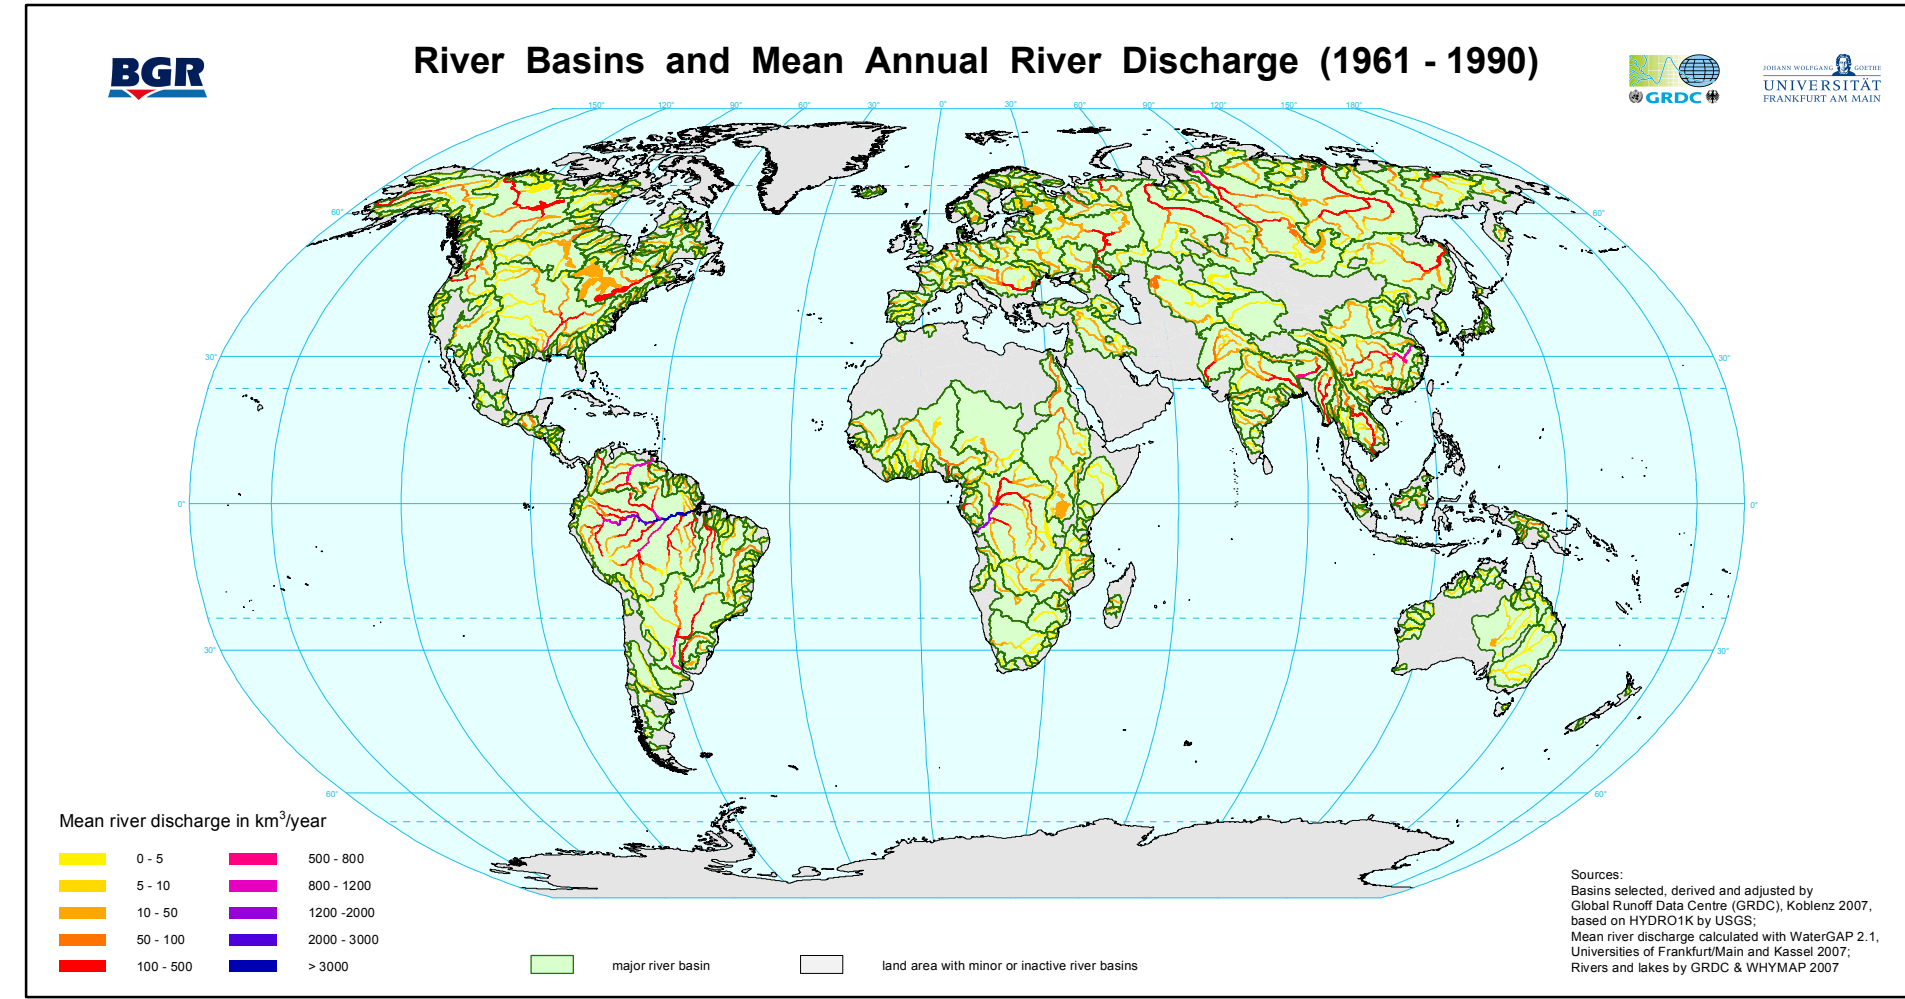 BGR
River Basins and Mean Annual River Discharge (1961 - 1990)
GRDC
JOHANN WOLFGANG GOETHE
UNIVERSITÄT
FRANKFURT AM MAIN
150° 120° 90° 60° 30° 0° 30° 60° 90° 120° 150° 180°
60° 60°
30° 30°
0° 0°
30° 30°
60° 60°
Mean river discharge in km³/year
0 - 5
5 - 10
10 - 50
50 - 100
100 - 500
500 - 800
800 - 1200
1200 -2000
2000 - 3000
> 3000
major river basin
land area with minor or inactive river basins
Sources:
Basins selected, derived and adjusted by
Global Runoff Data Centre (GRDC), Koblenz 2007,
based on HYDRO1K by USGS;
Mean river discharge calculated with WaterGAP 2.1,
Universities of Frankfurt/Main and Kassel 2007;
Rivers and lakes by GRDC & WHYMAP 2007